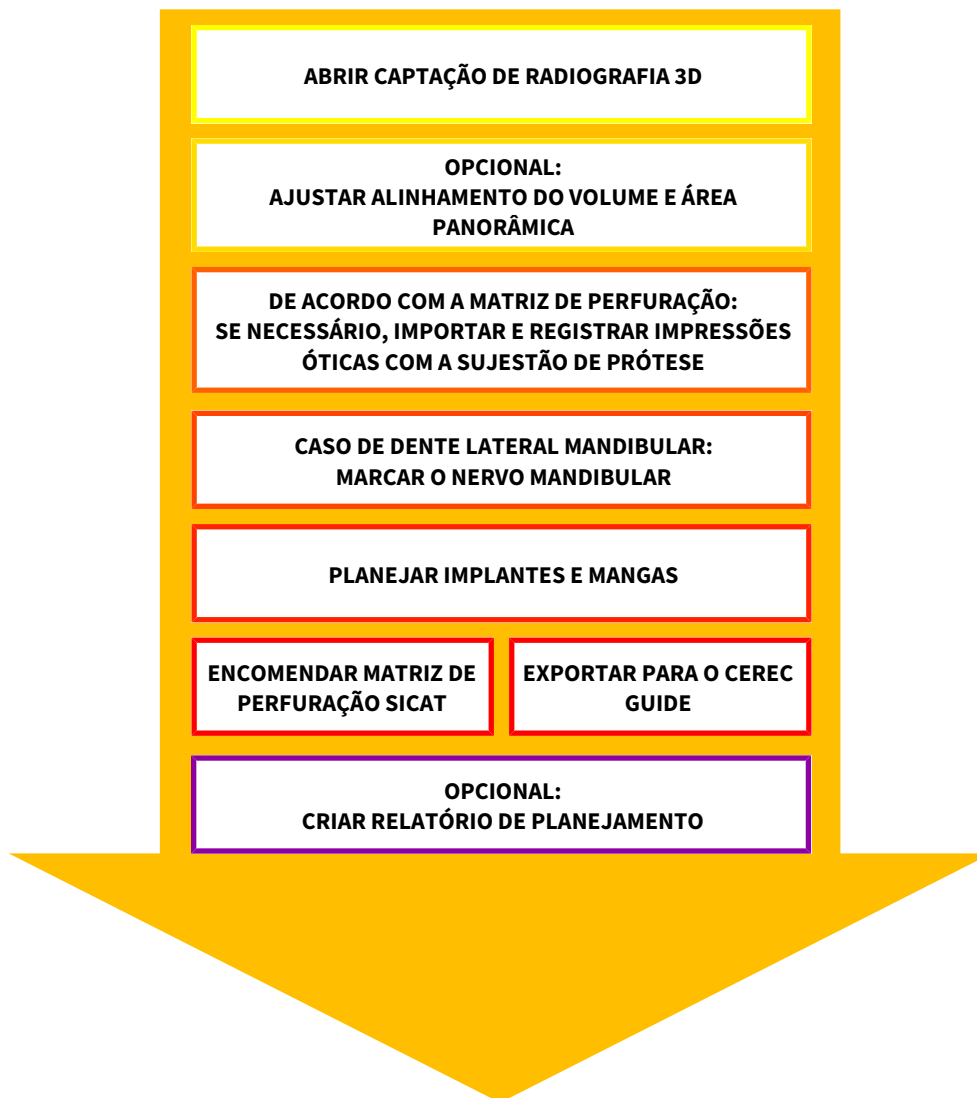 ABRIR CAPTAÇÃO DE RADIOGRAFIA 3D
OPCIONAL:
AJUSTAR ALINHAMENTO DO VOLUME E ÁREA
PANORÂMICA
DE ACORDO COM A MATRIZ DE PERFURAÇÃO:
SE NECESSÁRIO, IMPORTAR E REGISTRAR IMPRESSÕES
ÓTICAS COM A SUJESTÃO DE PRÓTESE
CASO DE DENTE LATERAL MANDIBULAR:
MARCAR O NERVO MANDIBULAR
PLANEJAR IMPLANTES E MANGAS
ENCOMENDAR MATRIZ DE
PERFURAÇÃO SICAT
EXPORTAR PARA O CEREC
GUIDE
OPCIONAL:
CRIAR RELATÓRIO DE PLANEJAMENTO